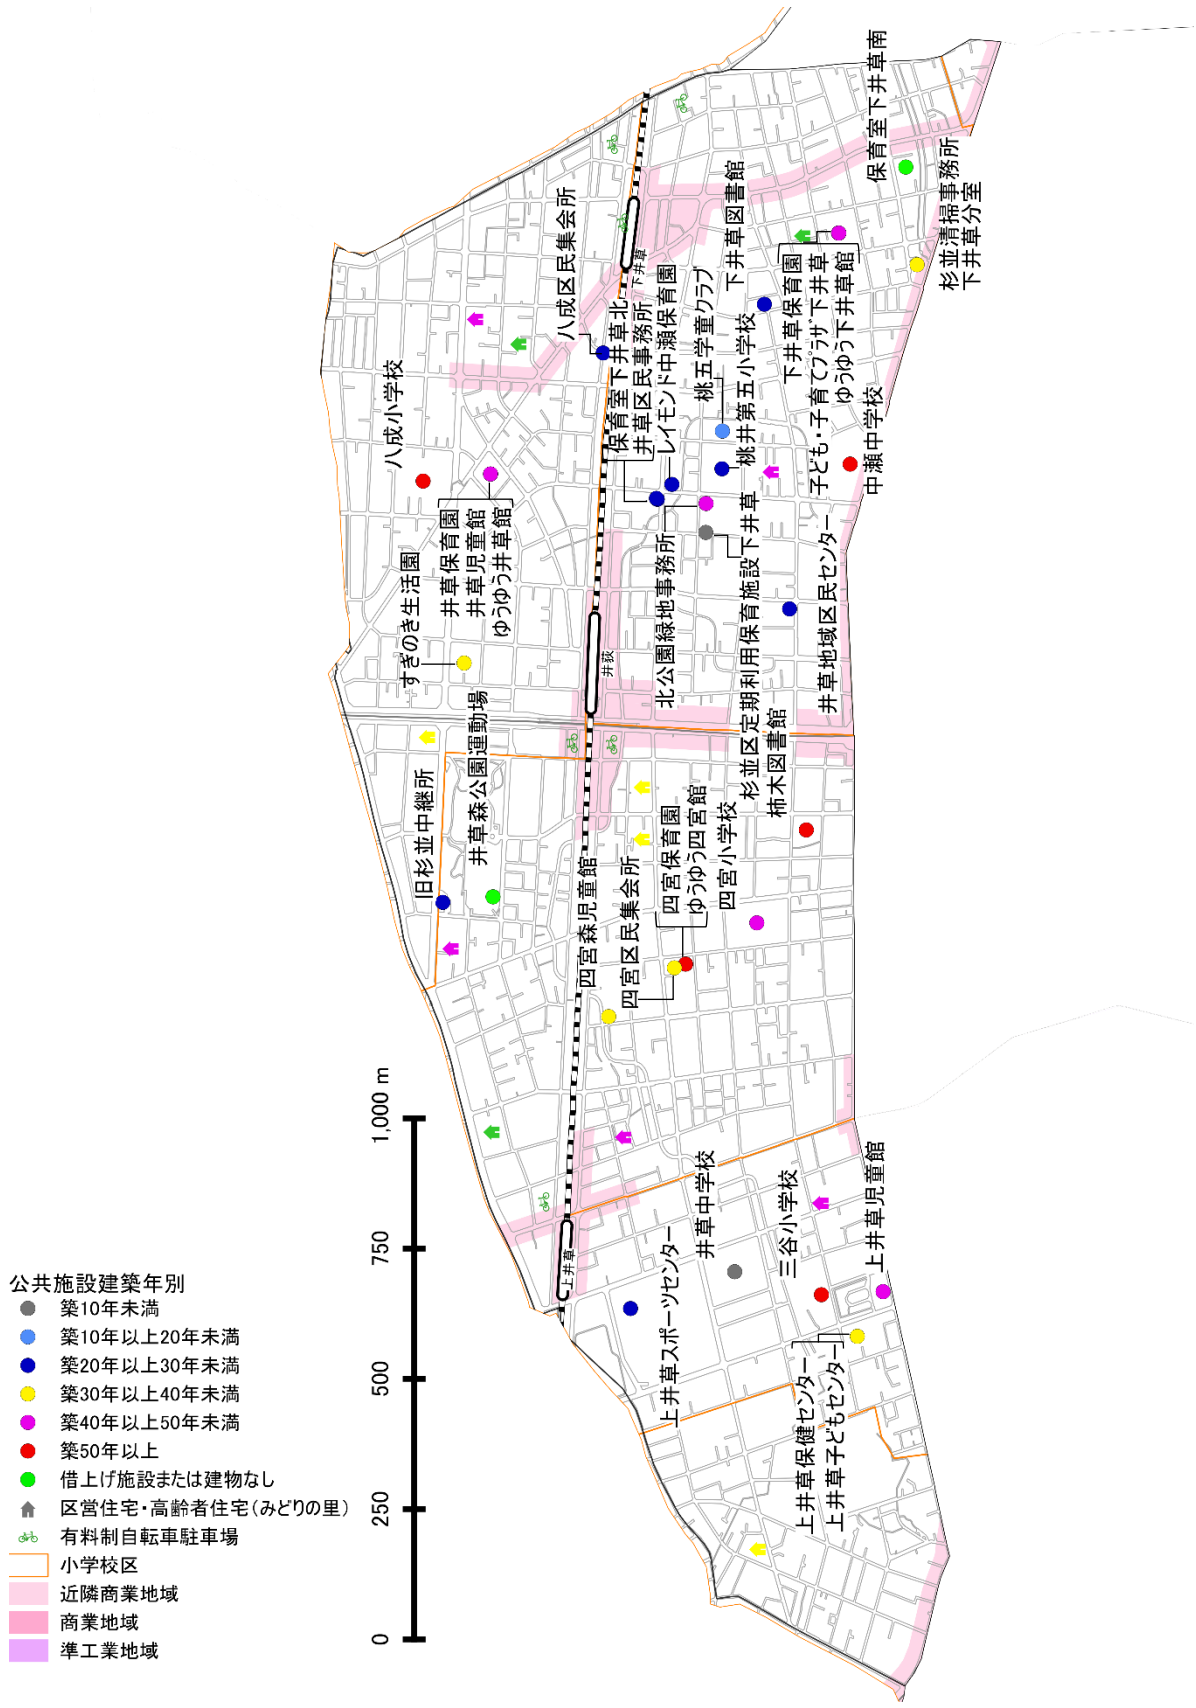 保育室下井草南
杉並清掃事務所
下井草分室
下井草図書館
下井草保育園
子ども・子育てプラザ下井草
ゆうゆう下井草館
中瀬中学校
八成区民集会所
下井草
保育室下井草北
井草区民事務所
レイモンド中瀬保育園
桃五学童クラブ
桃井第五小学校
八成小学校
井草保育園
井草児童館
ゆうゆう井草館
すぎのき生活園
井荻
北公園緑地事務所
杉並区定期利用保育施設下井草
井草地域区民センター
柿木図書館
旧杉並中継所
井草森公園運動場
四宮森児童館
四宮区民集会所
四宮保育園
ゆうゆう四宮館
四宮小学校
上井草
上井草スポーツセンター
井草中学校
三谷小学校
上井草児童館
上井草保健センター
上井草子どもセンター
0
250
500
750
1,000 m
公共施設建築年別
築10年未満
築10年以上20年未満
築20年以上30年未満
築30年以上40年未満
築40年以上50年未満
築50年以上
借上げ施設または建物なし
区営住宅・高齢者住宅(みどりの里)
有料制自転車駐車場
小学校区
近隣商業地域
商業地域
準工業地域